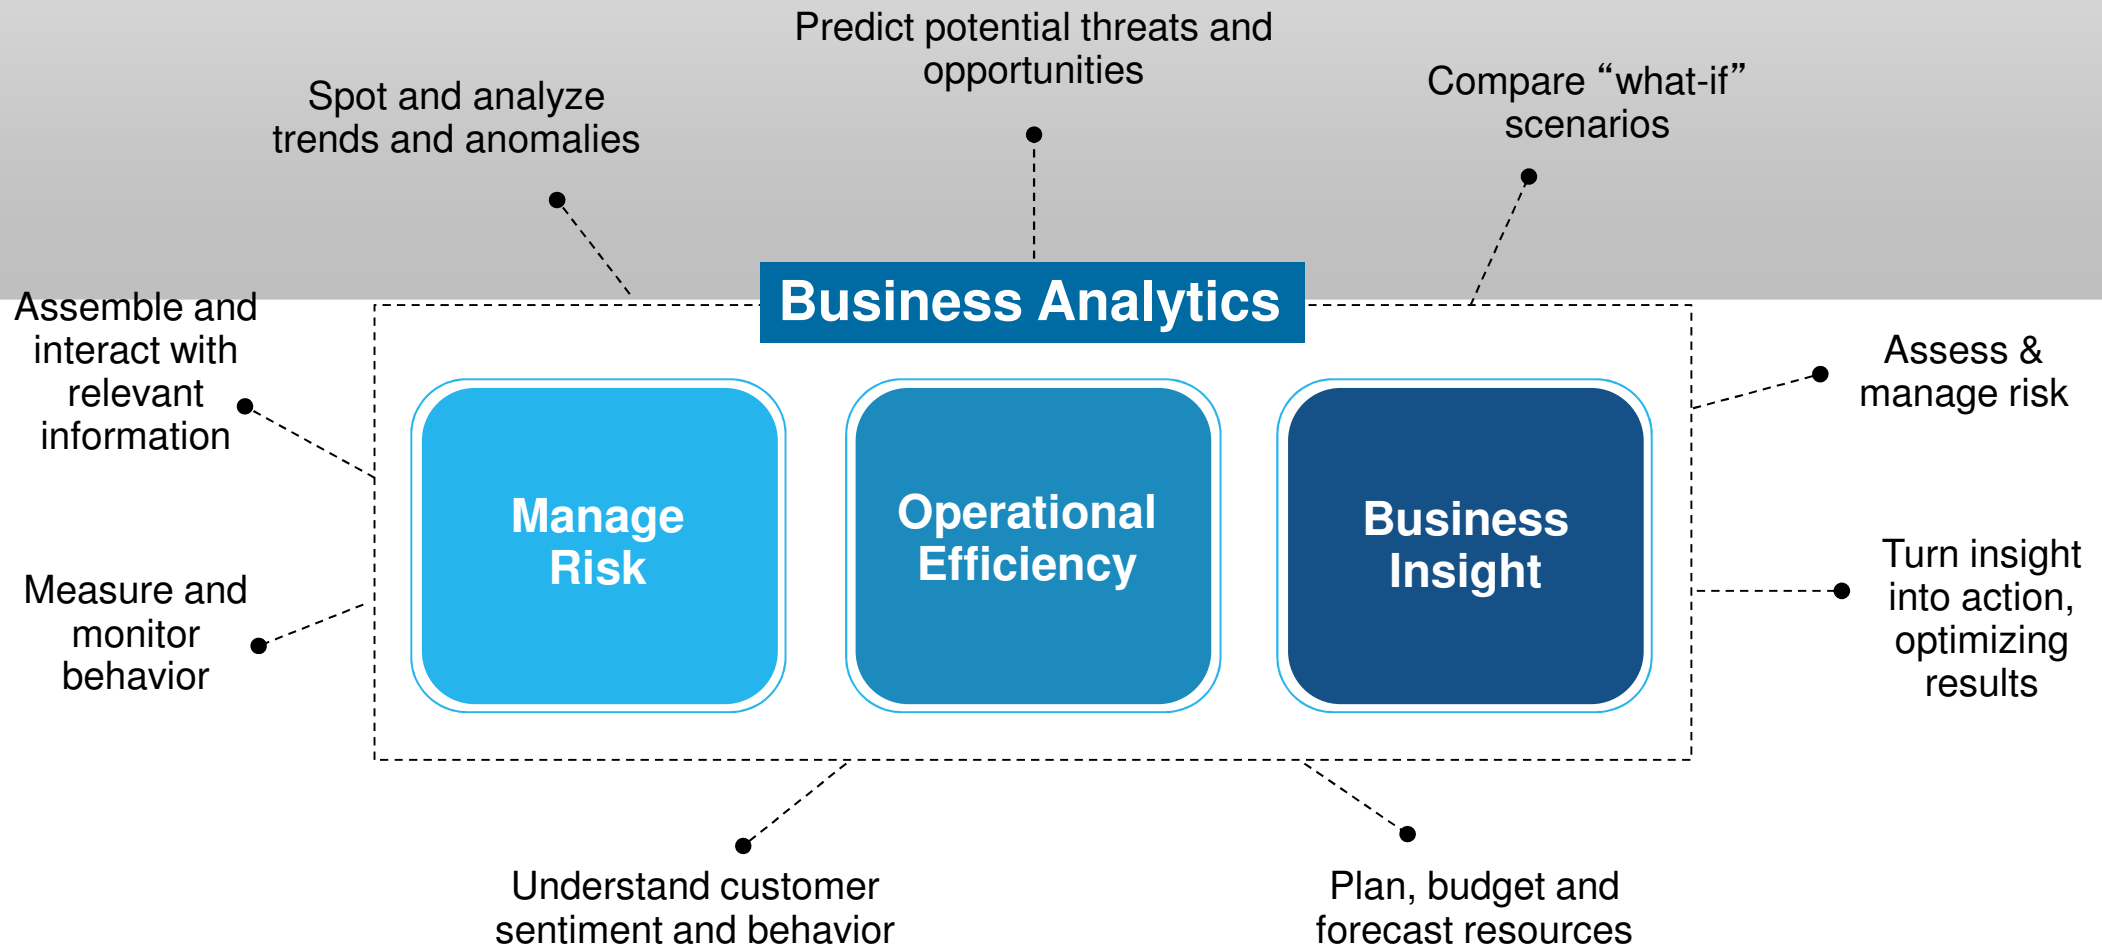 Predict potential threats and
opportunities
Spot and analyze
trends and anomalies
Compare “what-if”
scenarios
Business Analytics
Assemble and
interact with
relevant
information
Assess &
manage risk
Manage
Risk
Operational
Efficiency
Business
Insight
Measure and
monitor
behavior
Turn insight
into action,
optimizing
results
Understand customer
sentiment and behavior
Plan, budget and
forecast resources